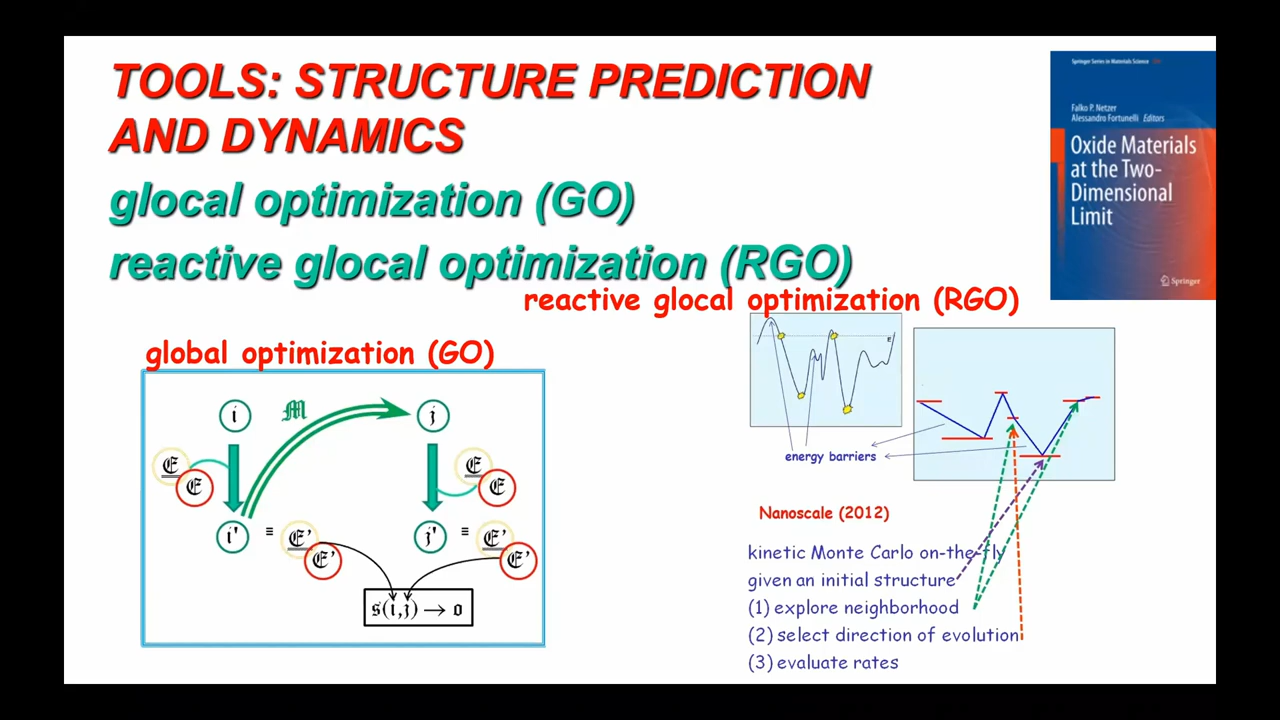 TOOLS: STRUCTURE PREDICTION
AND DYNAMICS
glocal optimization (GO)
reactive glocal optimization (RGO)
Springer Series in Materials Science
Falko P. Netzer
Alessandro Fortunelli Editors
Oxide Materials
at the Two-
Dimensional
Limit
Springer
reactive glocal optimization (RGO)
global optimization (GO)
i
M
j
E
E
E
E
i'
≡
E'
E'
j'
≡
E'
E'
s(i,j) → o
E
energy barriers
Nanoscale (2012)
kinetic Monte Carlo on-the-fly
given an initial structure
(1) explore neighborhood
(2) select direction of evolution
(3) evaluate rates